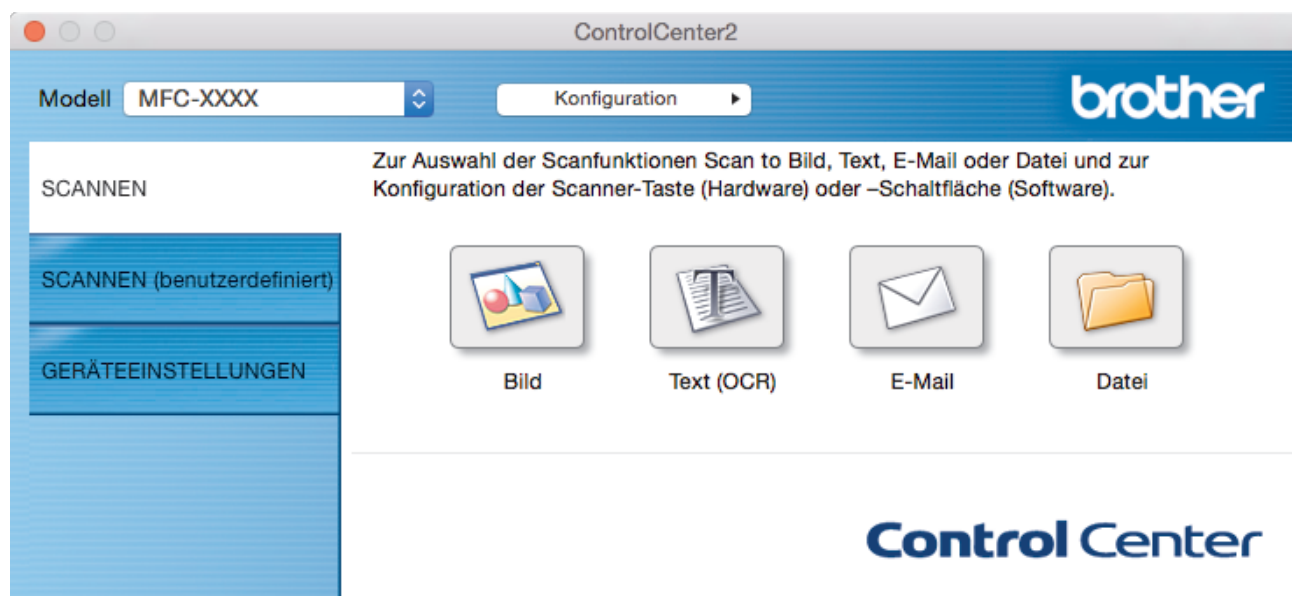 ControlCenter2
Modell MFC-XXXX Konfiguration
brother
SCANNEN
SCANNEN (benutzerdefiniert)
GERÄTEEINSTELLUNGEN
Zur Auswahl der Scanfunktionen Scan to Bild, Text, E-Mail oder Datei und zur
Konfiguration der Scanner-Taste (Hardware) oder –Schaltfläche (Software).
T
Bild Text (OCR) E-Mail Datei
Control Center